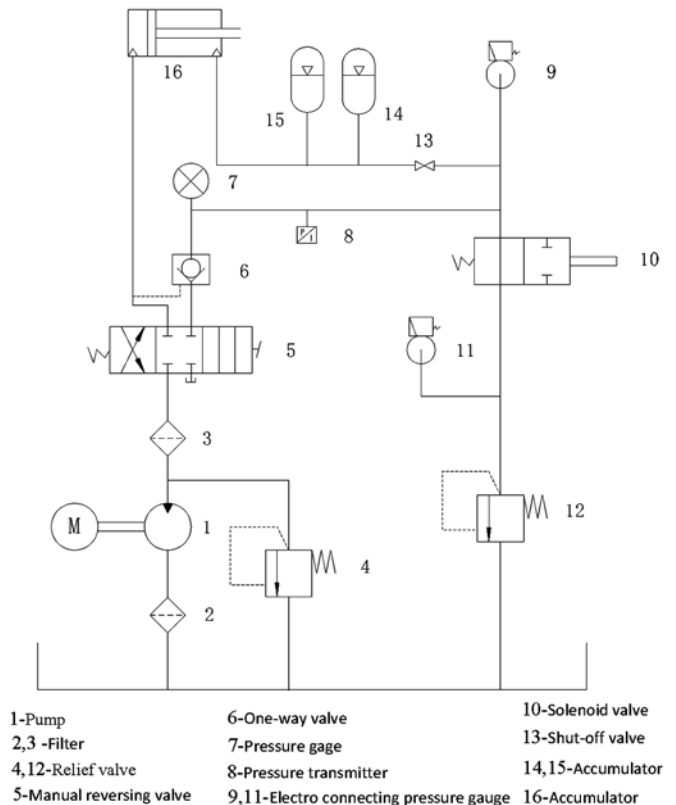 16
15
14
9
13
7
8
6
10
5
11
3
M
1
12
4
2
P
I
1-Pump
2,3 -Filter
4,12-Relief valve
5-Manual reversing valve
6-One-way valve
7-Pressure gage
8-Pressure transmitter
9,11-Electro connecting pressure gauge
10-Solenoid valve
13-Shut-off valve
14,15-Accumulator
16-Accumulator